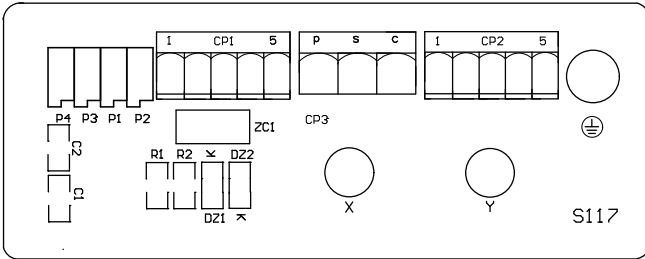 1 CP1 5
P S C
1 CP2 5
P4 P3 P1 P2
ZC1
CP3
C2
R1 R2 K DZ2
C1
DZ1 K
X
Y
S117